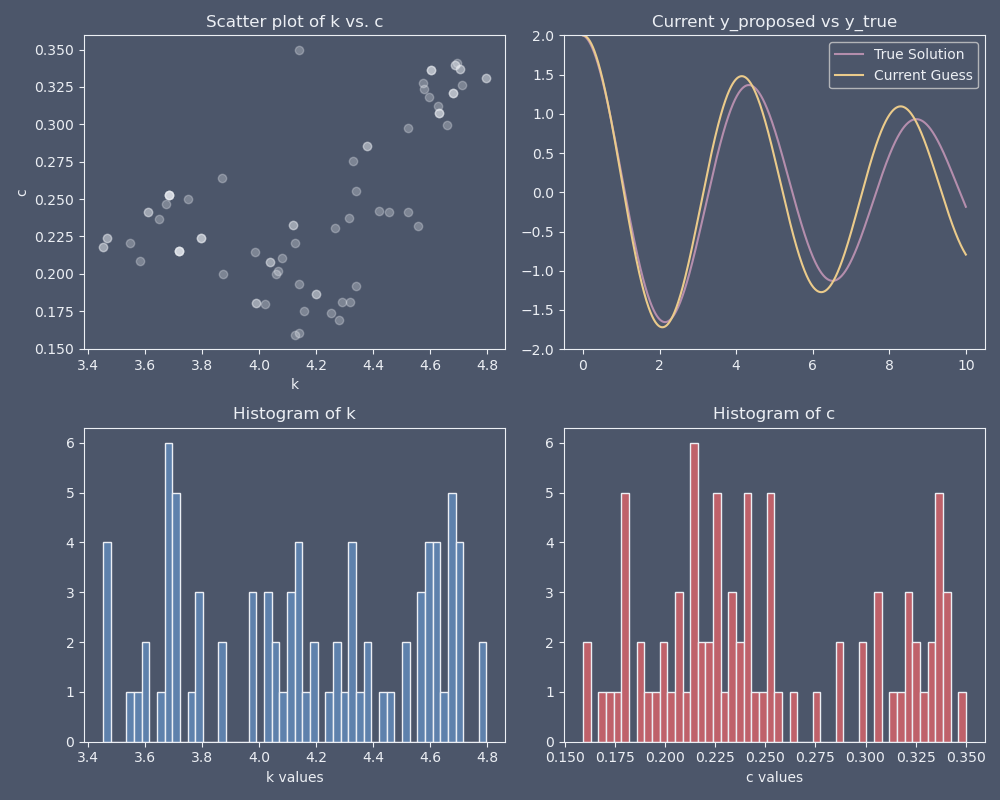 Scatter plot of k vs. c
0.350
0.325
0.300
0.275
0.250
0.225
0.200
0.175
0.150
c
3.4 3.6 3.8 4.0 4.2 4.4 4.6 4.8
k
Current y_proposed vs y_true
2.0
1.5
1.0
0.5
0.0
−0.5
−1.0
−1.5
−2.0
True Solution
Current Guess
0 2 4 6 8 10
Histogram of k
6
5
4
3
2
1
0
3.4 3.6 3.8 4.0 4.2 4.4 4.6 4.8
k values
Histogram of c
6
5
4
3
2
1
0
0.150 0.175 0.200 0.225 0.250 0.275 0.300 0.325 0.350
c values